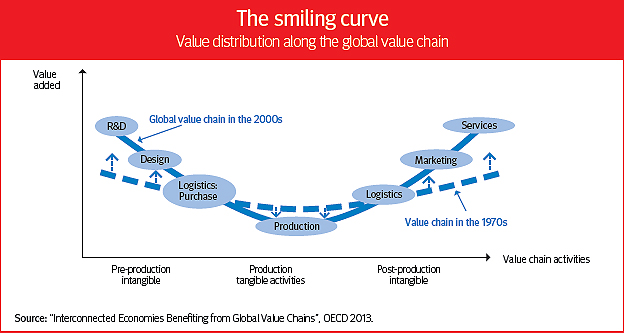 The smiling curve
Value distribution along the global value chain
Value
added
R&D
Global value chain in the 2000s
Services
Design
Marketing
Logistics:
Purchase
Logistics
Production
Value chain in the 1970s
Value chain activities
Pre-production
intangible
Production
tangible activities
Post-production
intangible
Source: "Interconnected Economies Benefiting from Global Value Chains", OECD 2013.